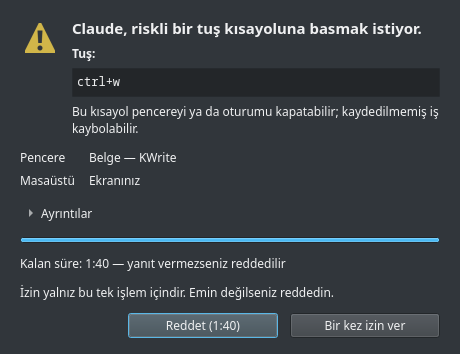 Claude, riskli bir tuş kısayoluna basmak istiyor.
Tuş:
ctrl+w
Bu kısayol pencereyi ya da oturumu kapatabilir; kaydedilmemiş iş
kaybolabilir.
Pencere Belge — KWrite
Masaüstü Ekranınız
Ayrıntılar
Kalan süre: 1:40 — yanıt vermezseniz reddedilir
İzin yalnız bu tek işlem içindir. Emin değilseniz reddedin.
Reddet (1:40) Bir kez izin ver